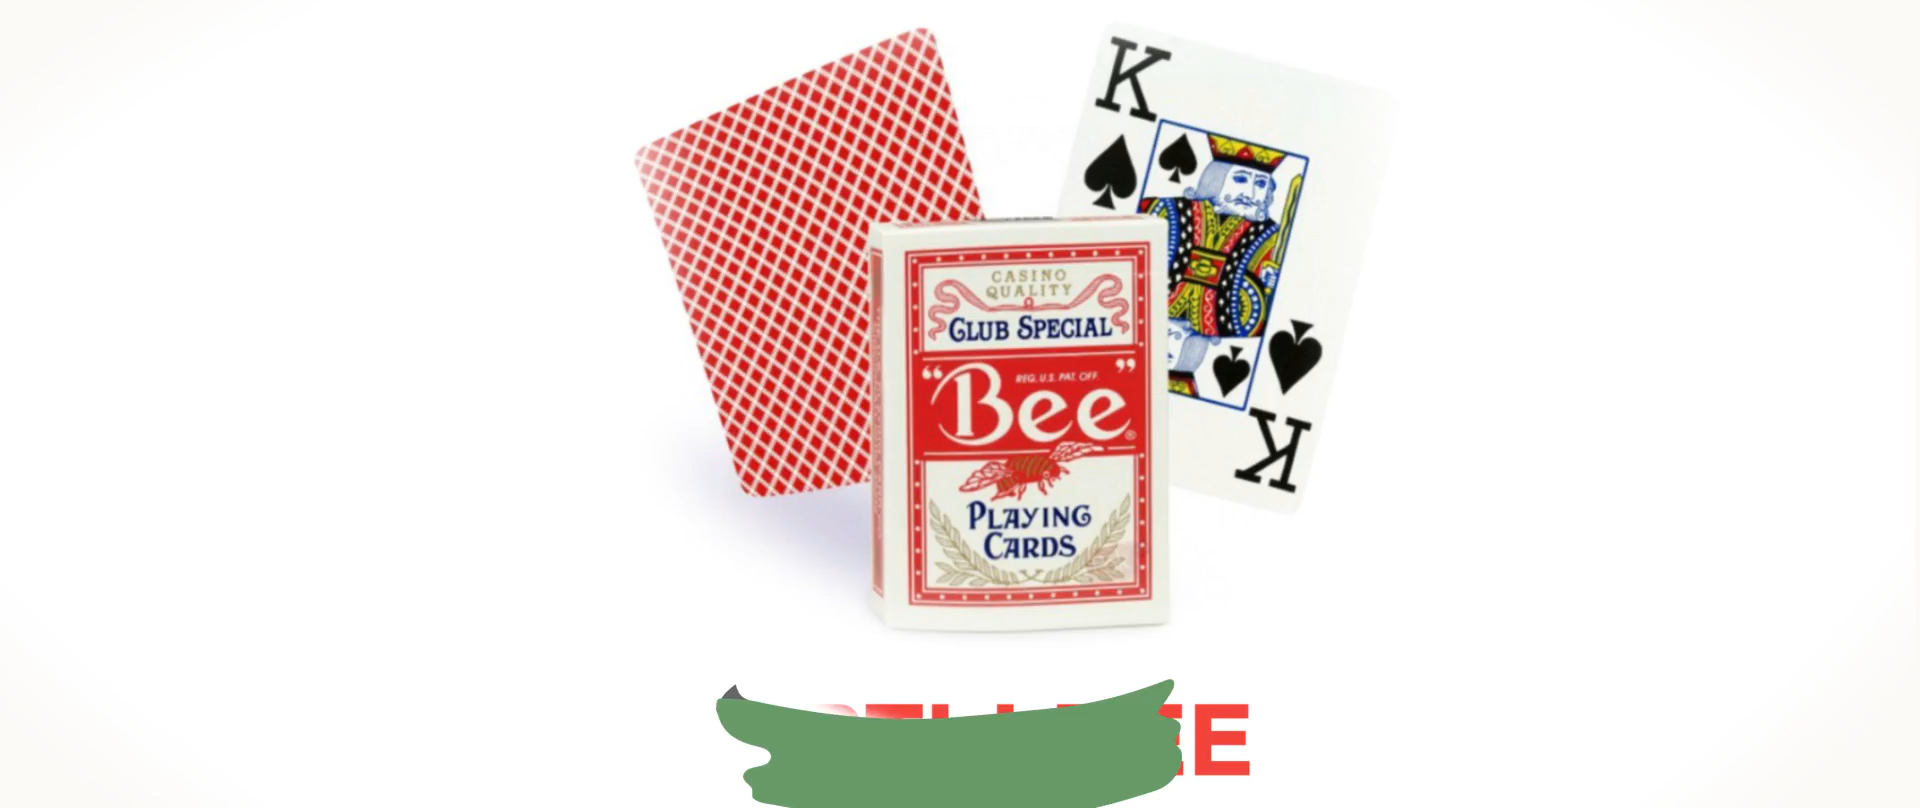 K
CASINO
QUALITY
CLUB SPECIAL
“Bee”
REG. U.S. PAT. OFF.
®
PLAYING
CARDS
K